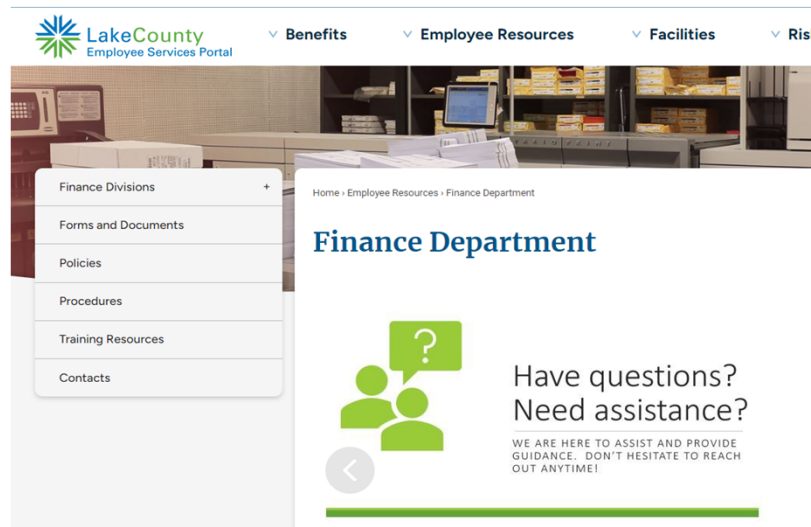 LakeCounty
Employee Services Portal
Benefits
Employee Resources
Facilities
Ris
Finance Divisions +
Forms and Documents
Policies
Procedures
Training Resources
Contacts
Home › Employee Resources › Finance Department
Finance Department
?
Have questions?
Need assistance?
WE ARE HERE TO ASSIST AND PROVIDE
GUIDANCE. DON'T HESITATE TO REACH
OUT ANYTIME!